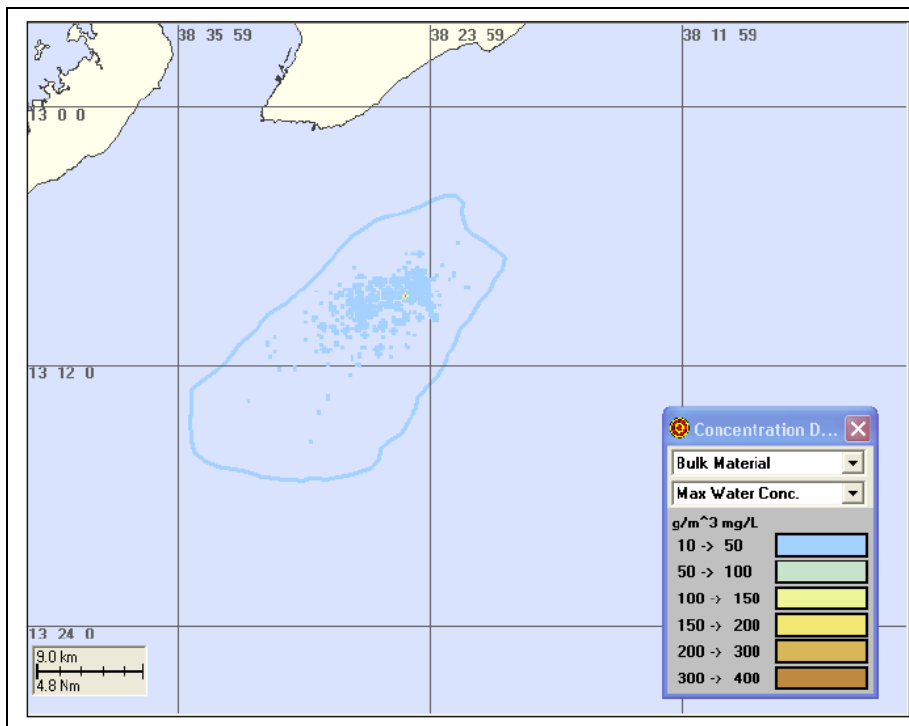 38 35 59
38 23 59
38 11 59
13 0 0
13 12 0
13 24 0
9.0 km
4.8 Nm
Concentration D...
Bulk Material
Max Water Conc.
g/m^3 mg/L
10 -> 50
50 -> 100
100 -> 150
150 -> 200
200 -> 300
300 -> 400